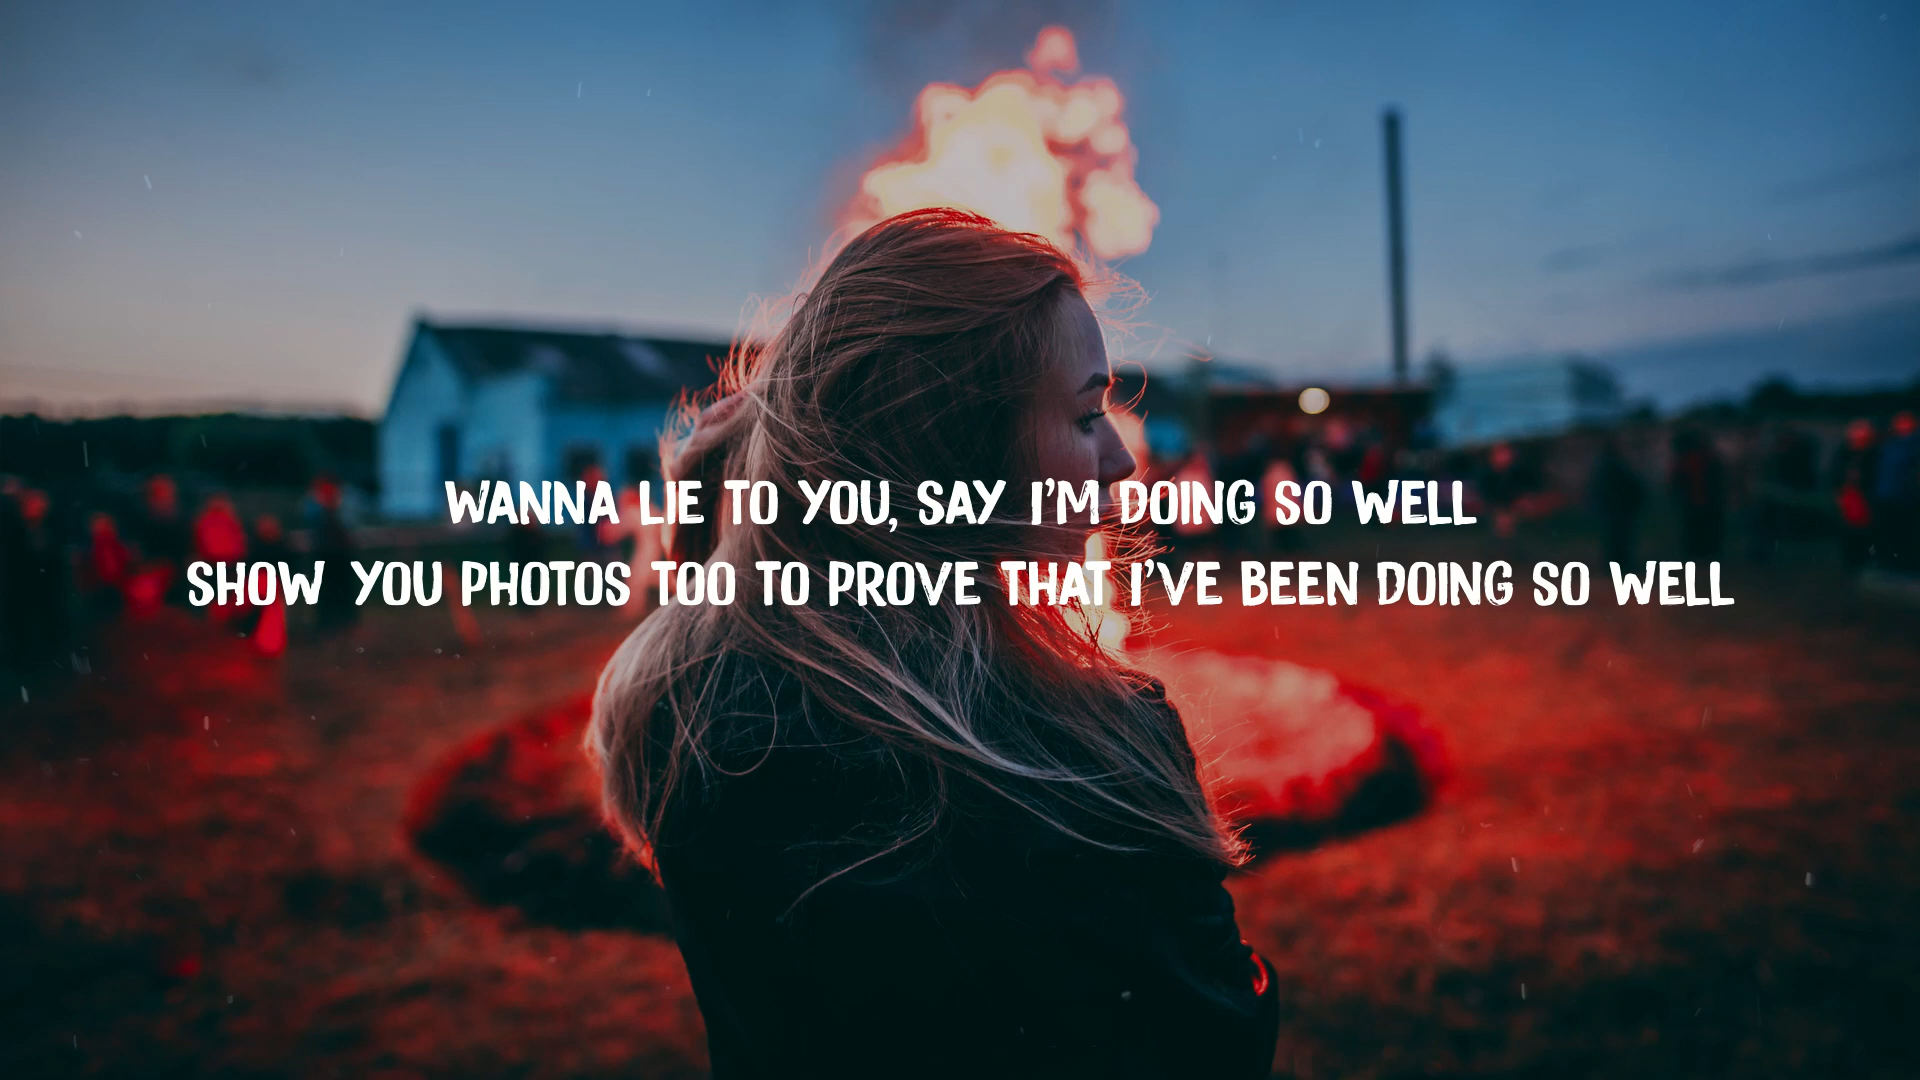 WANNA LIE TO YOU, SAY I'M DOING SO WELL
SHOW YOU PHOTOS TOO TO PROVE THAT I'VE BEEN DOING SO WELL